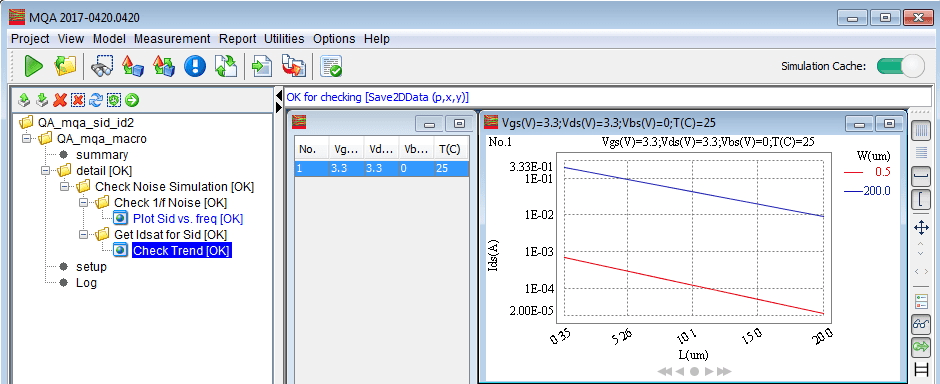 MQA 2017-0420.0420
Project View Model Measurement Report Utilities Options Help
Simulation Cache:
OK for checking [Save2DData (p,x,y)]
QA_mqa_sid_id2
QA_mqa_macro
summary
detail [OK]
Check Noise Simulation [OK]
Check 1/f Noise [OK]
Plot Sid vs. freq [OK]
Get Idsat for Sid [OK]
Check Trend [OK]
setup
Log
No. Vg... Vd... Vb... T(C)
1 3.3 3.3 0 25
Vgs(V)=3.3;Vds(V)=3.3;Vbs(V)=0;T(C)=25
No.1 Vgs(V)=3.3;Vds(V)=3.3;Vbs(V)=0;T(C)=25
W(um)
0.5
200.0
3.33E-01
1E-01
1E-02
1E-03
1E-04
2.00E-05
Ids(A)
0.35 5.26 10.1 15.0 20.0
L(um)